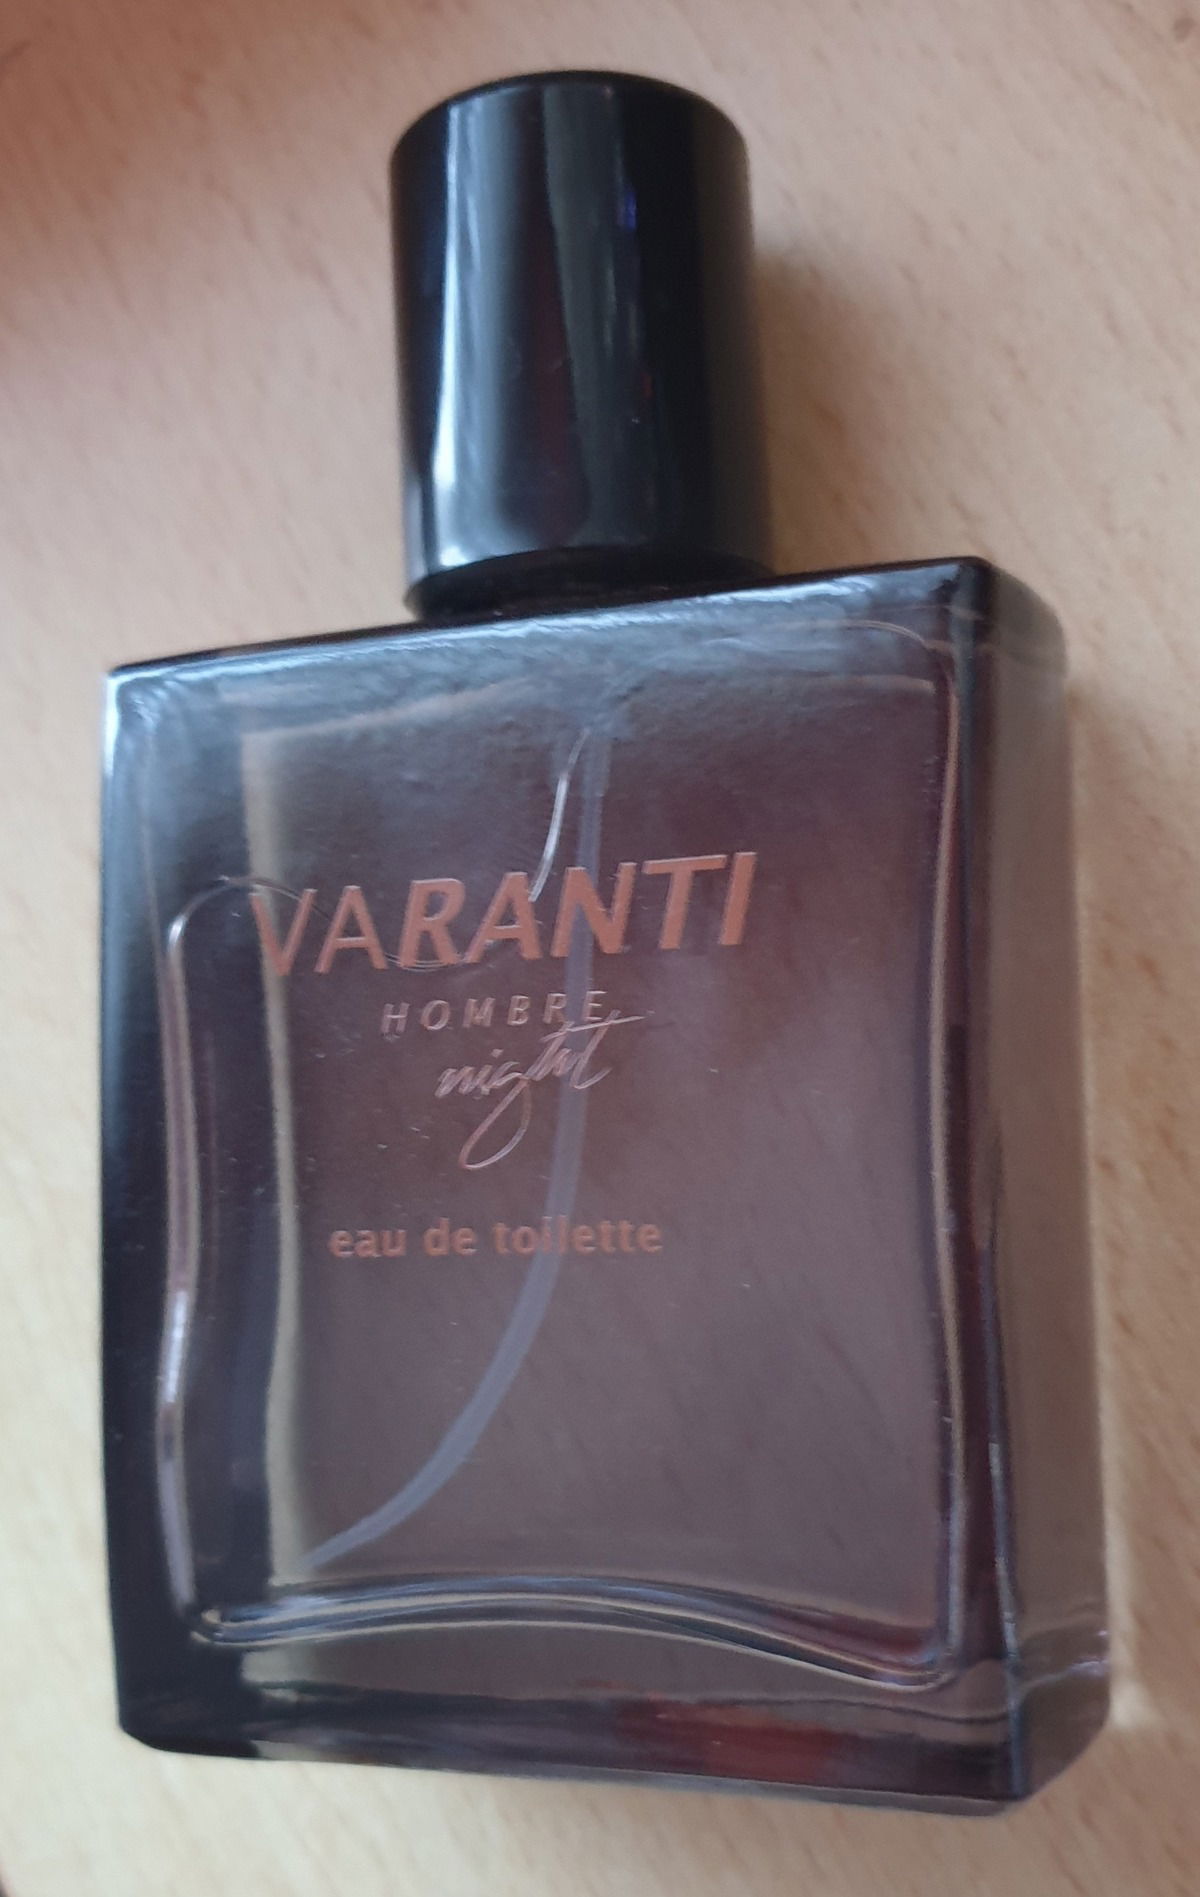 VARANTI
HOMBRE
night
eau de toilette